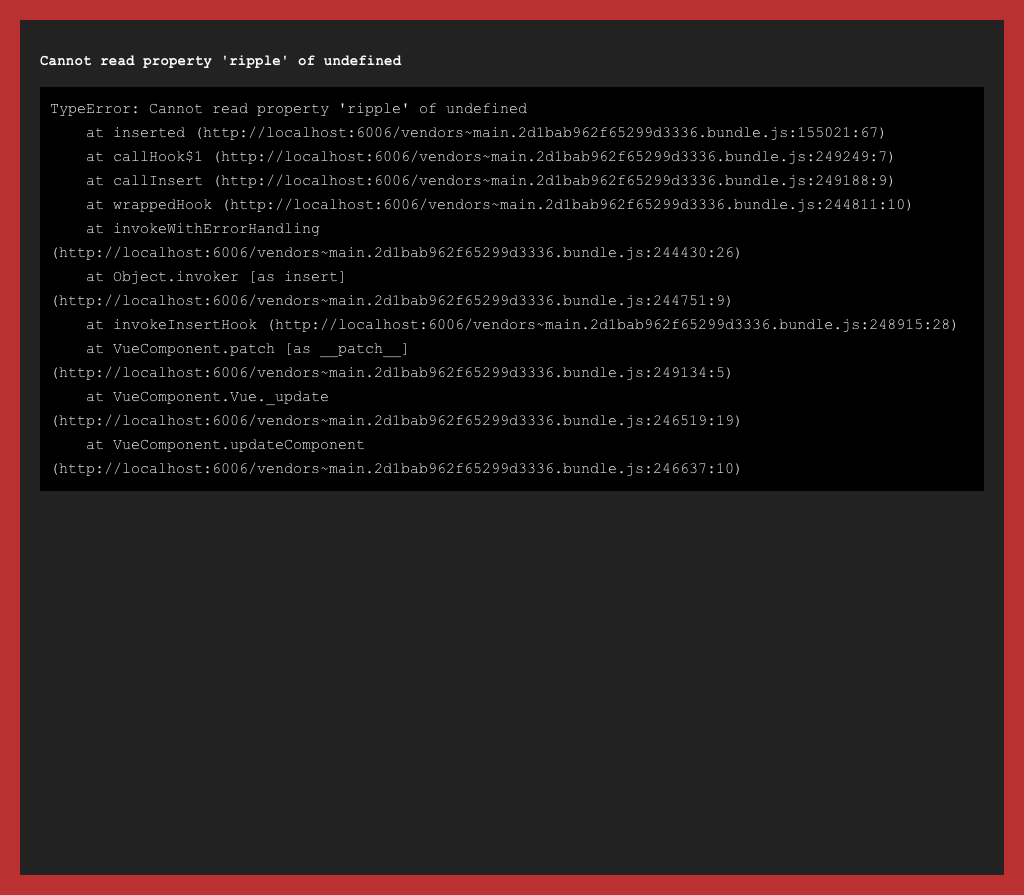 Cannot read property 'ripple' of undefined
TypeError: Cannot read property 'ripple' of undefined
    at inserted (http://localhost:6006/vendors~main.2d1bab962f65299d3336.bundle.js:155021:67)
    at callHook$1 (http://localhost:6006/vendors~main.2d1bab962f65299d3336.bundle.js:249249:7)
    at callInsert (http://localhost:6006/vendors~main.2d1bab962f65299d3336.bundle.js:249188:9)
    at wrappedHook (http://localhost:6006/vendors~main.2d1bab962f65299d3336.bundle.js:244811:10)
    at invokeWithErrorHandling
(http://localhost:6006/vendors~main.2d1bab962f65299d3336.bundle.js:244430:26)
    at Object.invoker [as insert]
(http://localhost:6006/vendors~main.2d1bab962f65299d3336.bundle.js:244751:9)
    at invokeInsertHook (http://localhost:6006/vendors~main.2d1bab962f65299d3336.bundle.js:248915:28)
    at VueComponent.patch [as __patch__]
(http://localhost:6006/vendors~main.2d1bab962f65299d3336.bundle.js:249134:5)
    at VueComponent.Vue._update
(http://localhost:6006/vendors~main.2d1bab962f65299d3336.bundle.js:246519:19)
    at VueComponent.updateComponent
(http://localhost:6006/vendors~main.2d1bab962f65299d3336.bundle.js:246637:10)